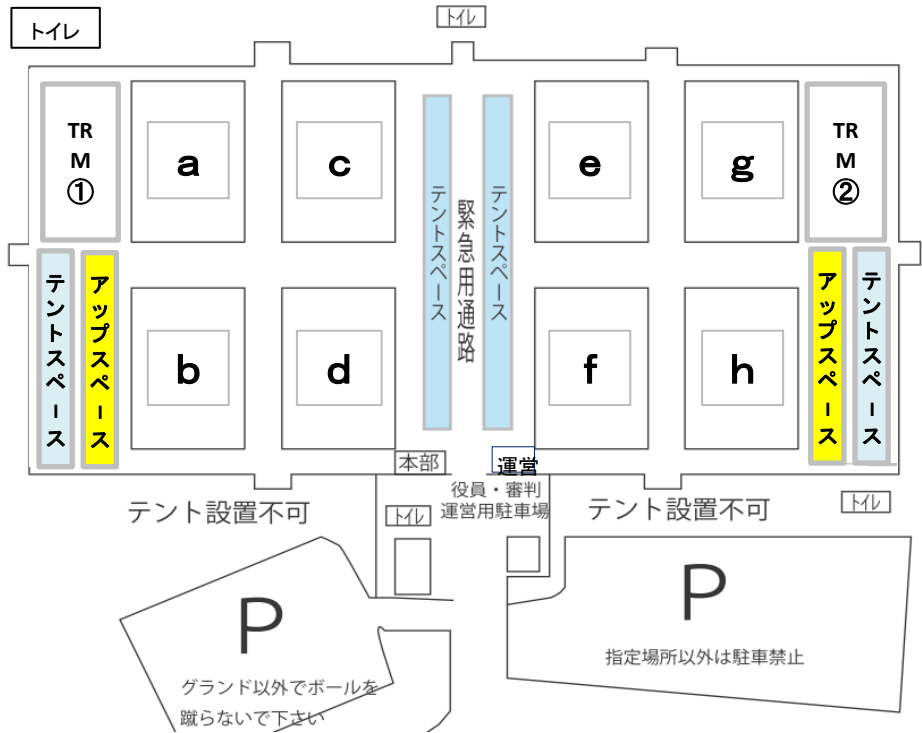 トイレ
トイレ
TR
M
①
a
c
e
g
TR
M
②
テントスペース
緊急用通路
テントスペース
テントスペース
アップスペース
b
d
f
h
アップスペース
テントスペース
本部
運営
役員・審判
運営用駐車場
テント設置不可
トイレ
テント設置不可
トイレ
P
P
グランド以外でボールを
蹴らないで下さい
指定場所以外は駐車禁止